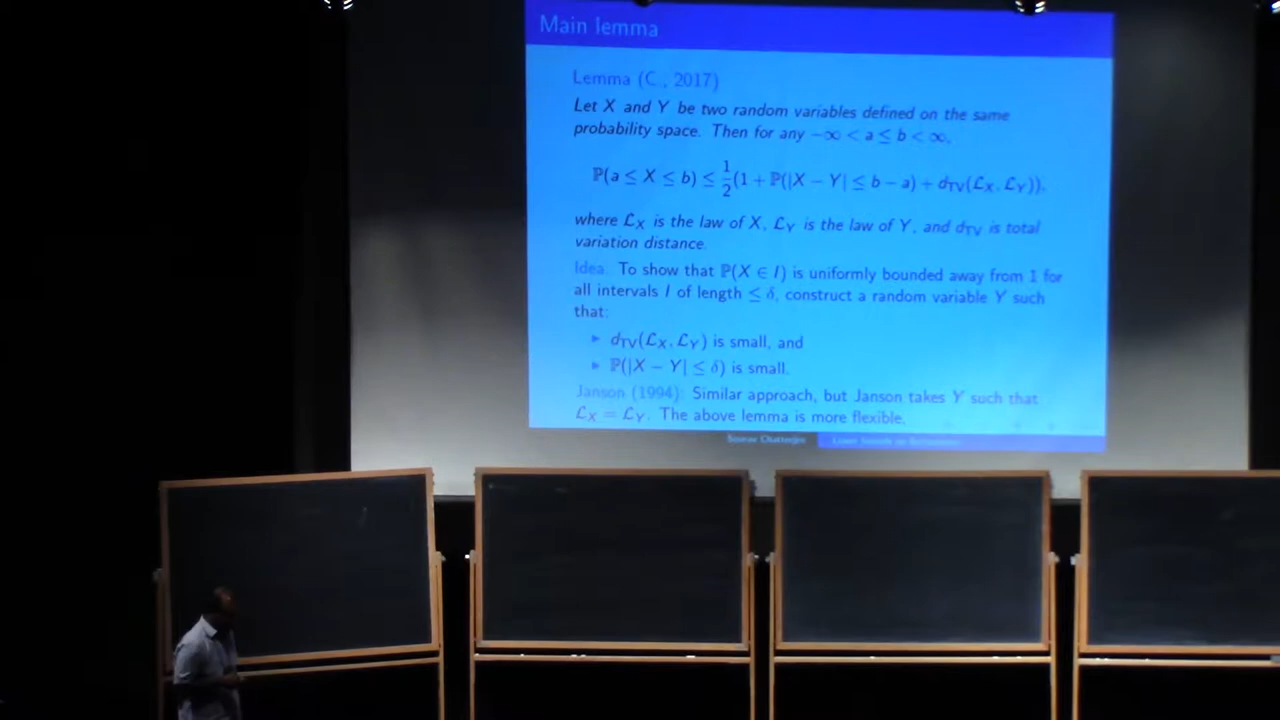 Main lemma
Lemma (C., 2017)
Let X and Y be two random variables defined on the same
probability space. Then for any −∞ < a ≤ b < ∞,
ℙ(a ≤ X ≤ b) ≤ 1/2(1 + ℙ(|X − Y| ≤ b − a) + d_TV(ℒ_X, ℒ_Y)),
where ℒ_X is the law of X, ℒ_Y is the law of Y, and d_TV is total
variation distance.
Idea: To show that ℙ(X ∈ I) is uniformly bounded away from 1 for
all intervals I of length ≤ δ, construct a random variable Y such
that:
► d_TV(ℒ_X, ℒ_Y) is small, and
► ℙ(|X − Y| ≤ δ) is small.
Janson (1994): Similar approach, but Janson takes Y such that
ℒ_X = ℒ_Y. The above lemma is more flexible.
Sourav Chatterjee Lower bounds on fluctuations